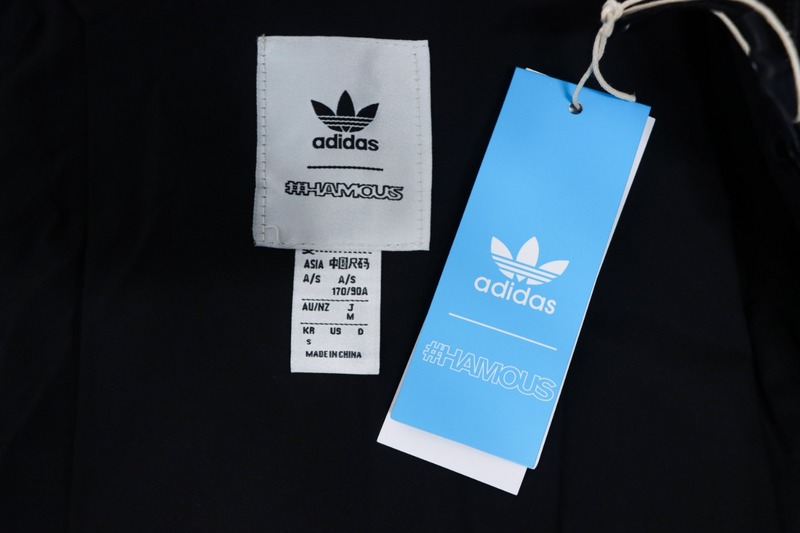 adidas
#HAMOUS
ASIA 中国尺码
A/S A/S
170/90A
AU/NZ J
M
KR US D
S
MADE IN CHINA
adidas
#HAMOUS